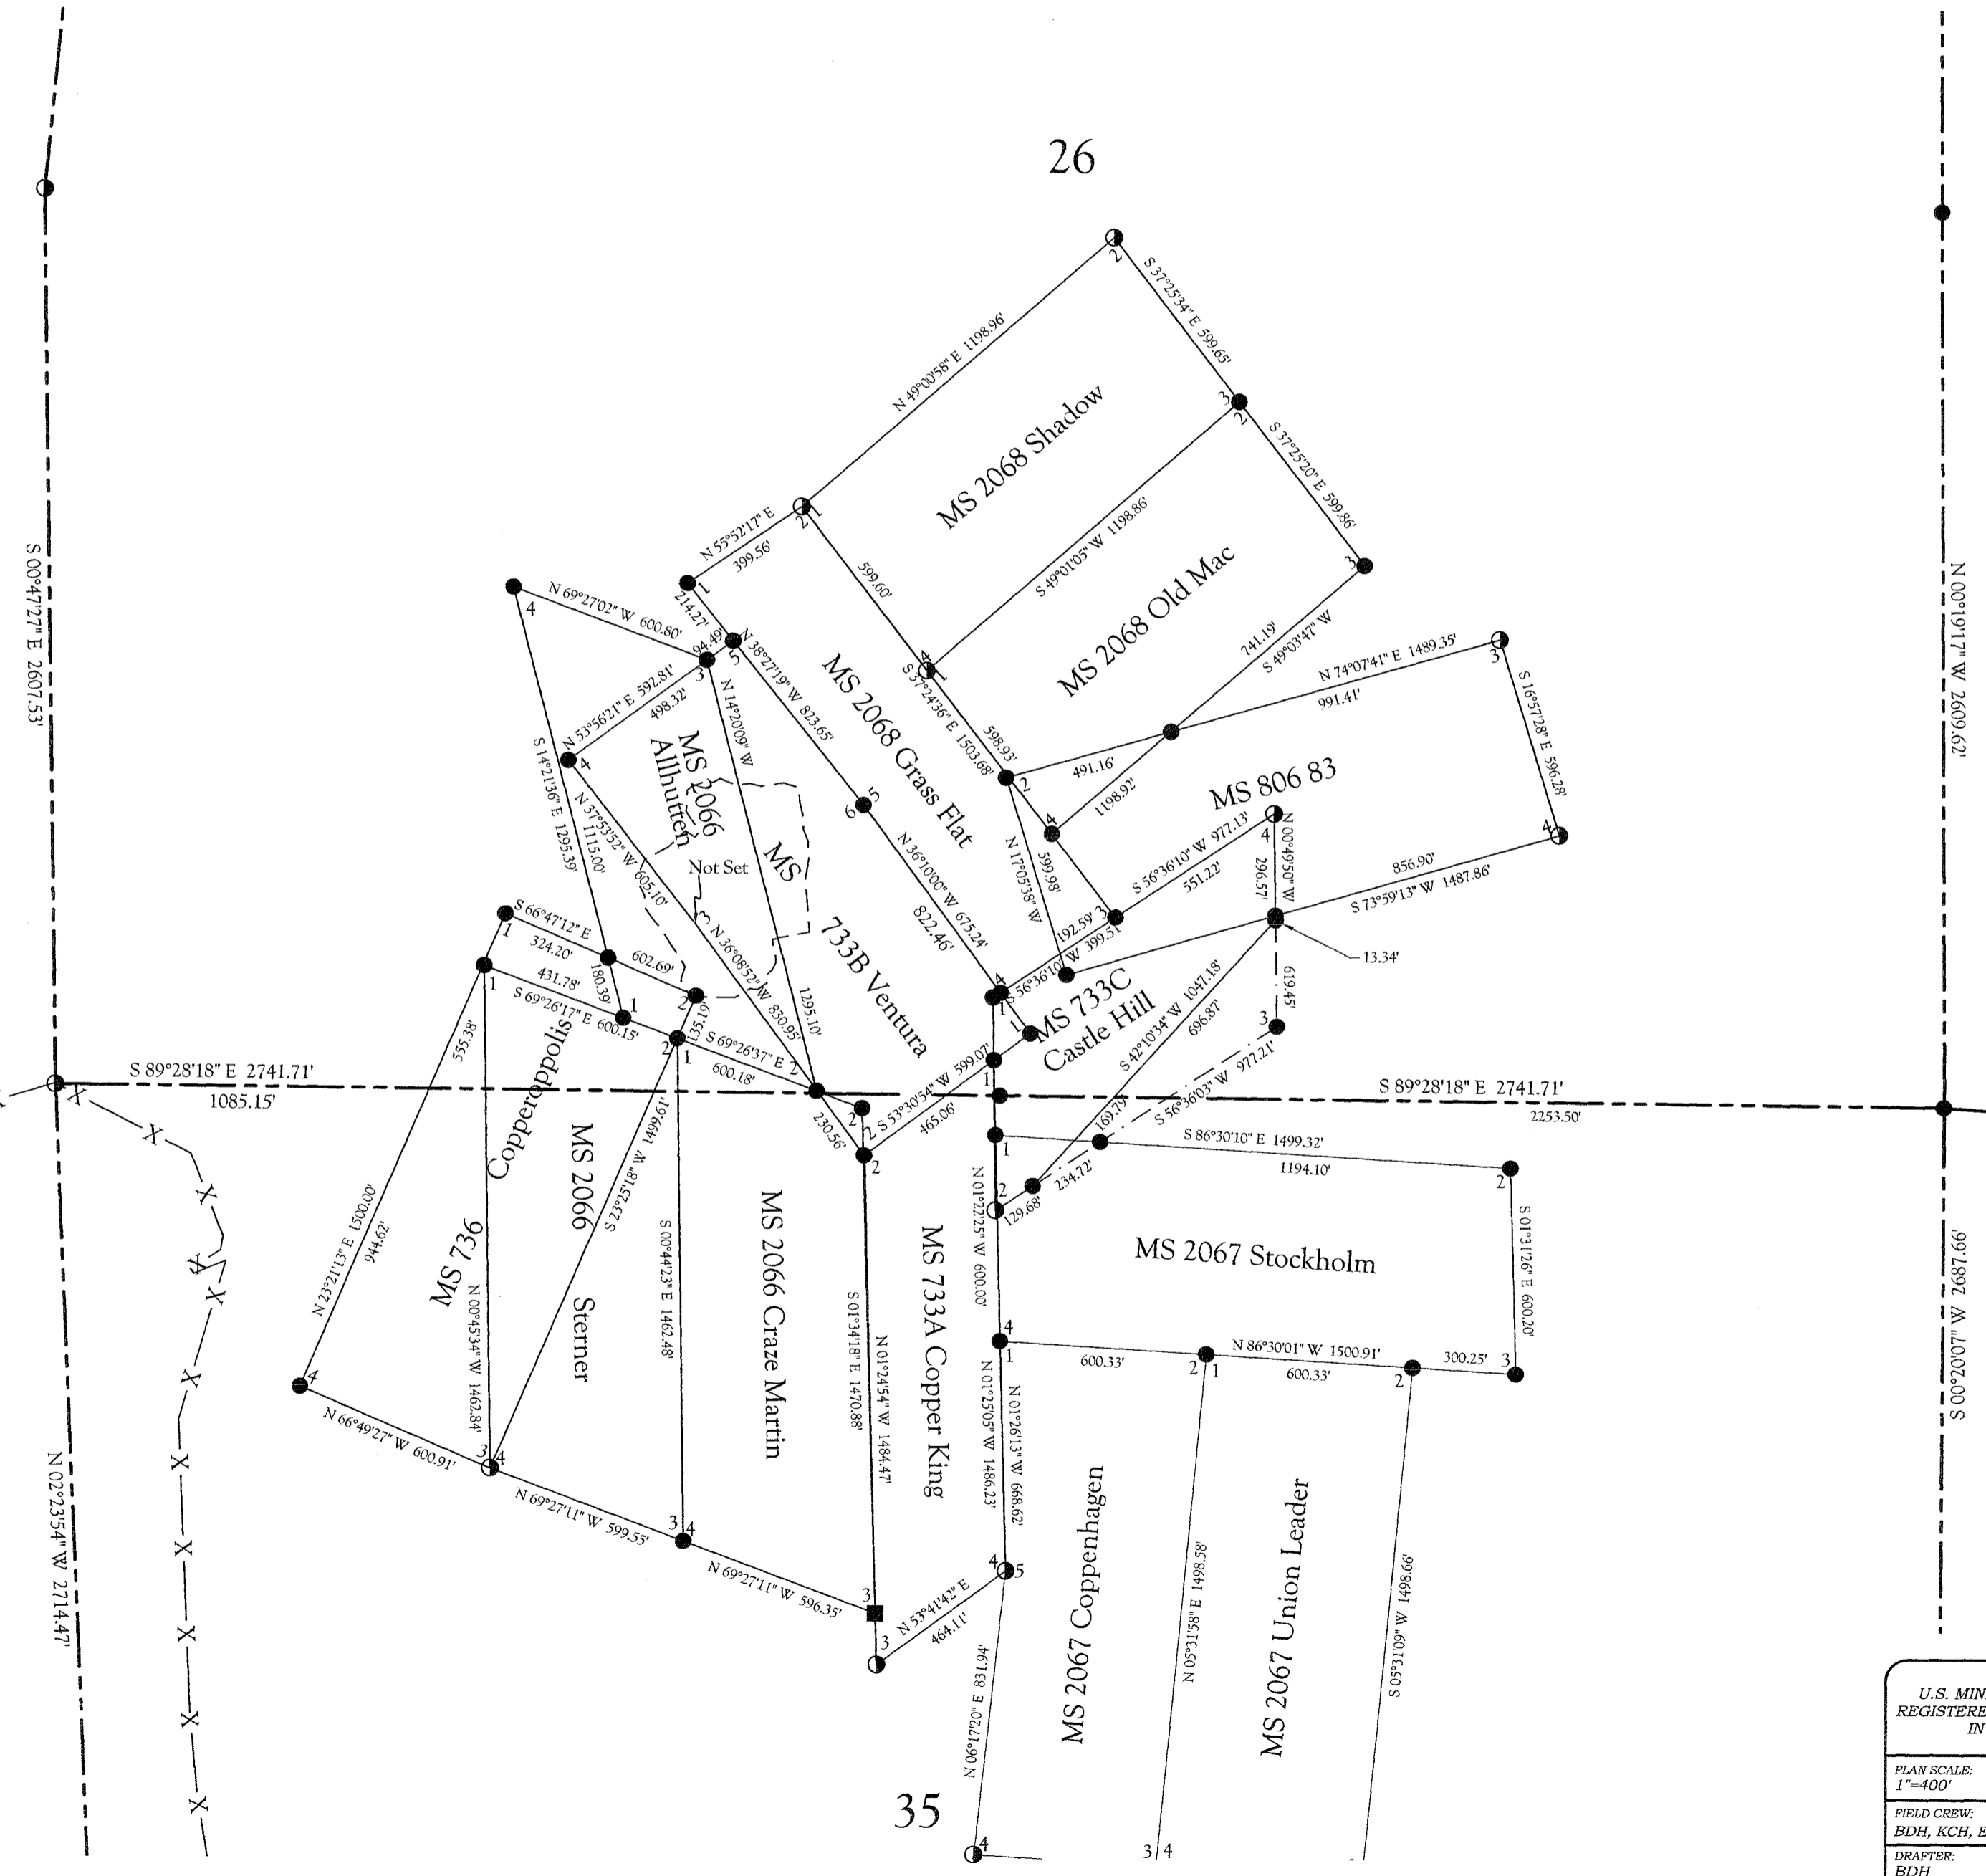 26
S 37°25'34" E 599.65'
N 49°00'58" E 1198.96'
MS 2068 Shadow
S 37°25'20" E 599.86'
S 49°01'05" W 1198.86'
N 55°52'17" E
399.56'
599.60'
MS 2068 Old Mac
741.19'
S 49°03'47" W
N 74°07'41" E 1489.35'
991.41'
491.16'
1198.92'
S 16°57'28" E 596.28'
MS 806 83
N 69°27'02" W 600.80'
214.27'
94.49'
N 38°27'19" W 823.65'
N 53°56'21" E 592.81'
498.32'
N 14°20'09" W
MS 2068 Grass Flat
S 37°24'36" E 1503.68'
598.93'
S 00°47'27" E 2607.53'
N 00°19'17" W 2609.62'
S 14°21'36" E 1295.39'
1115.00'
N 37°53'52" W 605.10'
MS 2066
Allhutten
Not Set
MS
733B Ventura
N 36°08'52" W 830.95'
1295.10'
N 36°10'00" W 675.24'
822.46'
N 17°05'38" W
599.98'
S 56°36'10" W 977.13'
551.22'
192.59'
S 56°36'10" W 399.51'
N 00°49'50" W
296.57'
856.90'
S 73°59'13" W 1487.86'
13.34'
619.45'
MS 733C
Castle Hill
S 42°10'34" W 1047.18'
696.87'
S 56°36'03" W 977.21'
169.79'
234.72'
129.68'
S 66°47'12" E
324.20'
602.69'
431.78'
180.39'
S 69°26'17" E 600.15'
135.19'
S 69°26'37" E
600.18'
555.38'
230.56'
S 53°30'54" W 599.07'
465.06'
S 89°28'18" E 2741.71'
1085.15'
S 89°28'18" E 2741.71'
2253.50'
S 86°30'10" E 1499.32'
1194.10'
Copperoppolis
MS 736
N 23°21'13" E 1500.00'
944.62'
N 00°45'34" W 1462.84'
MS 2066
Sterner
S 23°25'18" W 1499.61'
S 00°44'23" E 1462.48'
MS 2066 Craze Martin
S 01°34'18" E 1470.88'
N 01°24'54" W 1484.47'
MS 733A Copper King
N 01°22'25" W 600.00'
MS 2067 Stockholm
S 01°31'26" E 600.20'
600.33'
N 86°30'01" W 1500.91'
600.33'
300.25'
N 01°25'05" W 1486.23'
N 01°26'13" W 668.62'
N 66°49'27" W 600.91'
N 69°27'11" W 599.55'
N 69°27'11" W 596.35'
N 53°41'42" E
464.11'
N 06°17'20" E 831.94'
MS 2067 Coppenhagen
N 05°31'58" E 1498.58'
MS 2067 Union Leader
S 05°31'09" W 1498.66'
N 02°23'54" W 2714.47'
S 00°20'07" W 2687.66'
35
U.S. MIN
REGISTERE
IN
PLAN SCALE:
1"=400'
FIELD CREW:
BDH, KCH, E
DRAFTER:
BDH